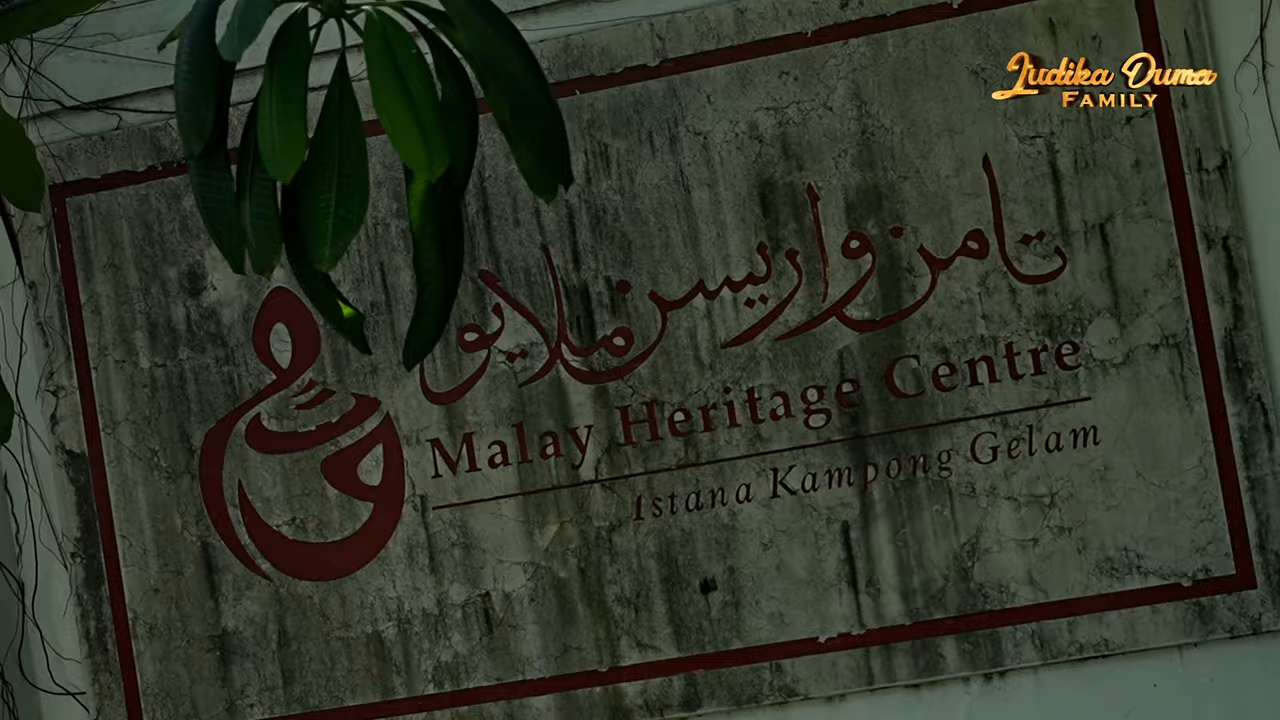 Judika Duma
FAMILY
تامن واريسن ملايو
Malay Heritage Centre
Istana Kampong Gelam